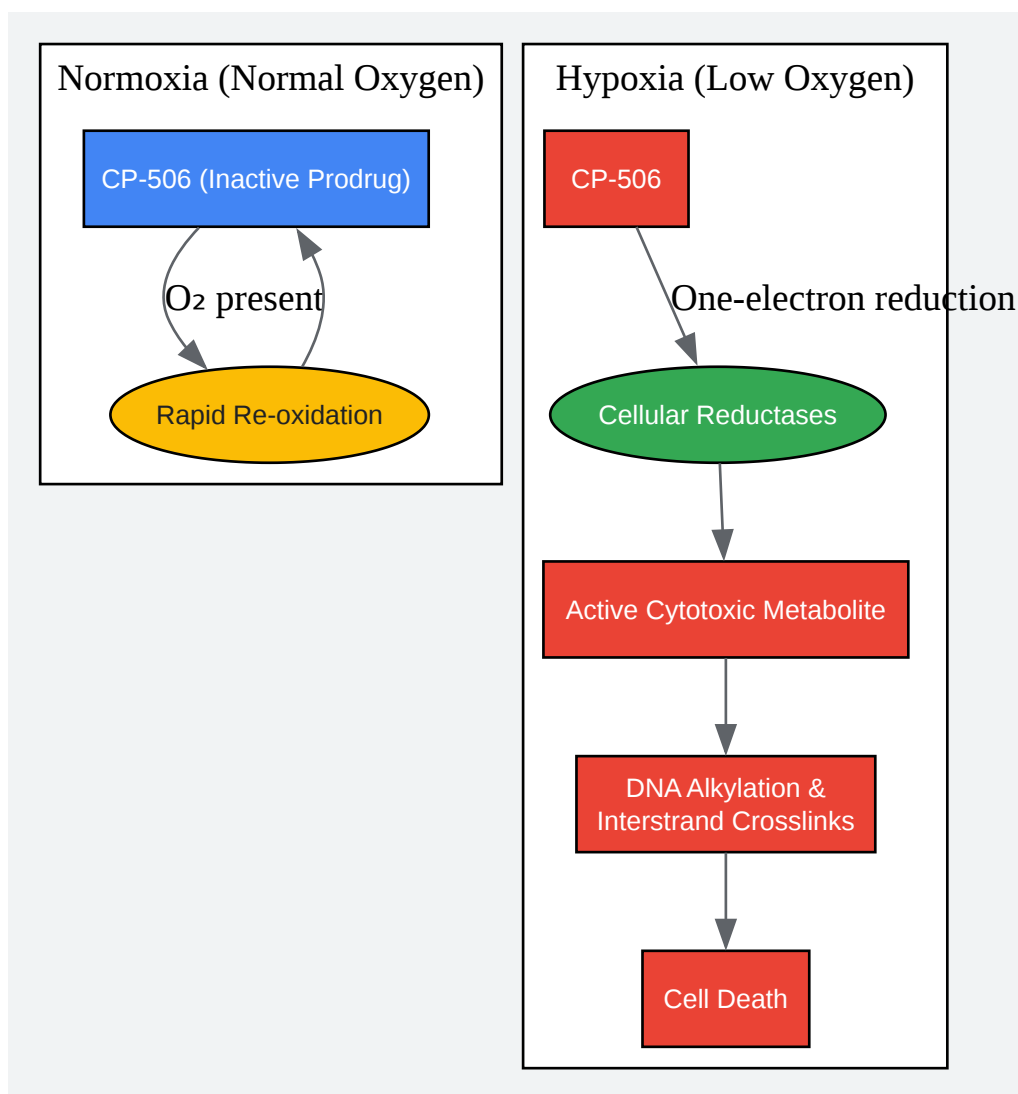 Normoxia (Normal Oxygen)
CP-506 (Inactive Prodrug)
O₂ present
Rapid Re-oxidation
Hypoxia (Low Oxygen)
CP-506
One-electron reduction
Cellular Reductases
Active Cytotoxic Metabolite
DNA Alkylation &
Interstrand Crosslinks
Cell Death